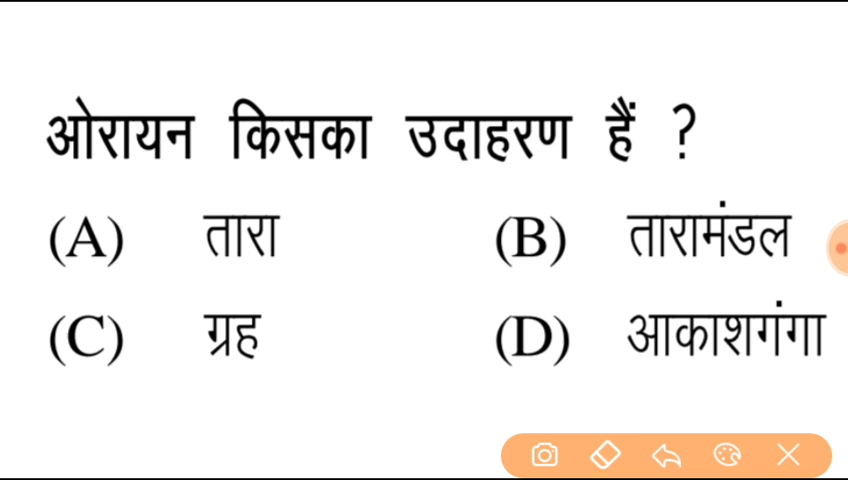 ओरायन किसका उदाहरण हैं ?
(A) तारा (B) तारामंडल
(C) ग्रह (D) आकाशगंगा